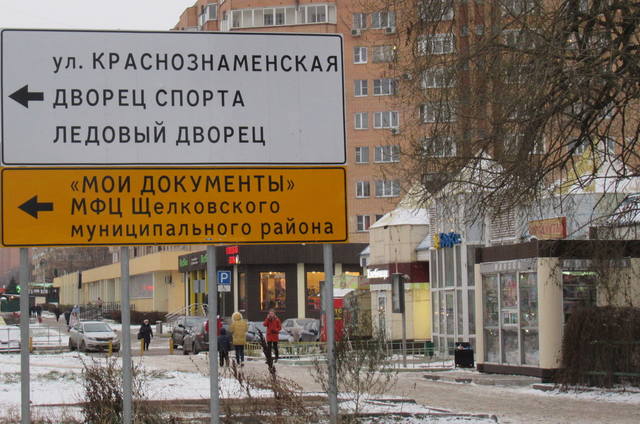 ул. КРАСНОЗНАМЕНСКАЯ
ДВОРЕЦ СПОРТА
ЛЕДОВЫЙ ДВОРЕЦ
«МОИ ДОКУМЕНТЫ»
МФЦ Щелковского
муниципального района
P